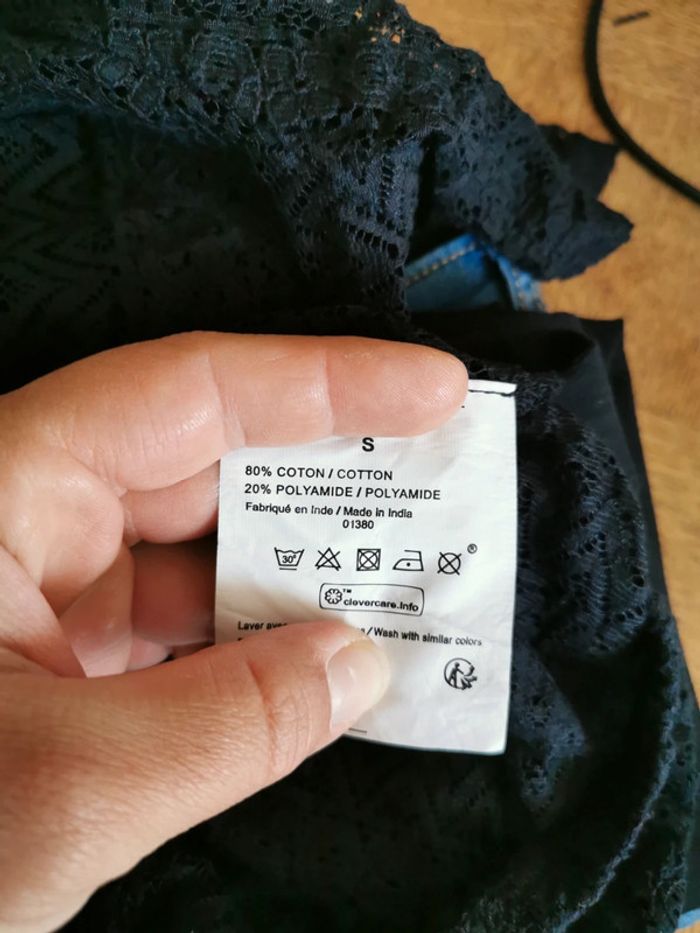 S
80% COTON / COTTON
20% POLYAMIDE / POLYAMIDE
Fabriqué en Inde / Made in India
01380
30°
®
™
clevercare.info
Laver / Wash with similar colors